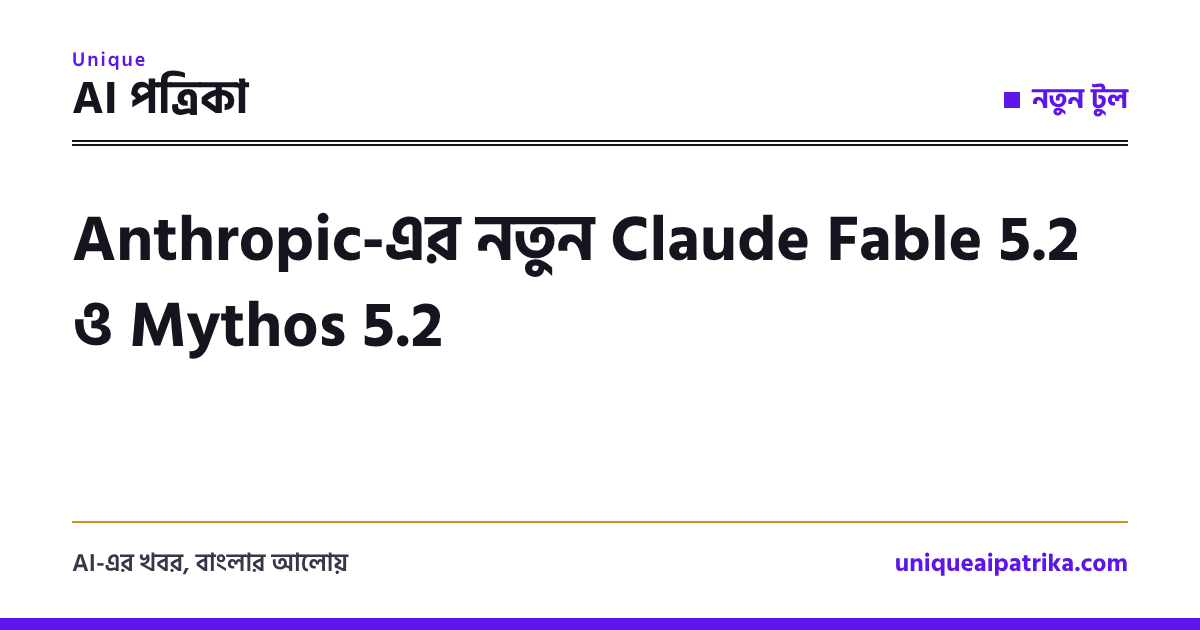 Unique
AI পত্রিকা
নতুন টুল
Anthropic-এর নতুন Claude Fable 5.2
ও Mythos 5.2
AI-এর খবর, বাংলার আলোয়
uniqueaipatrika.com